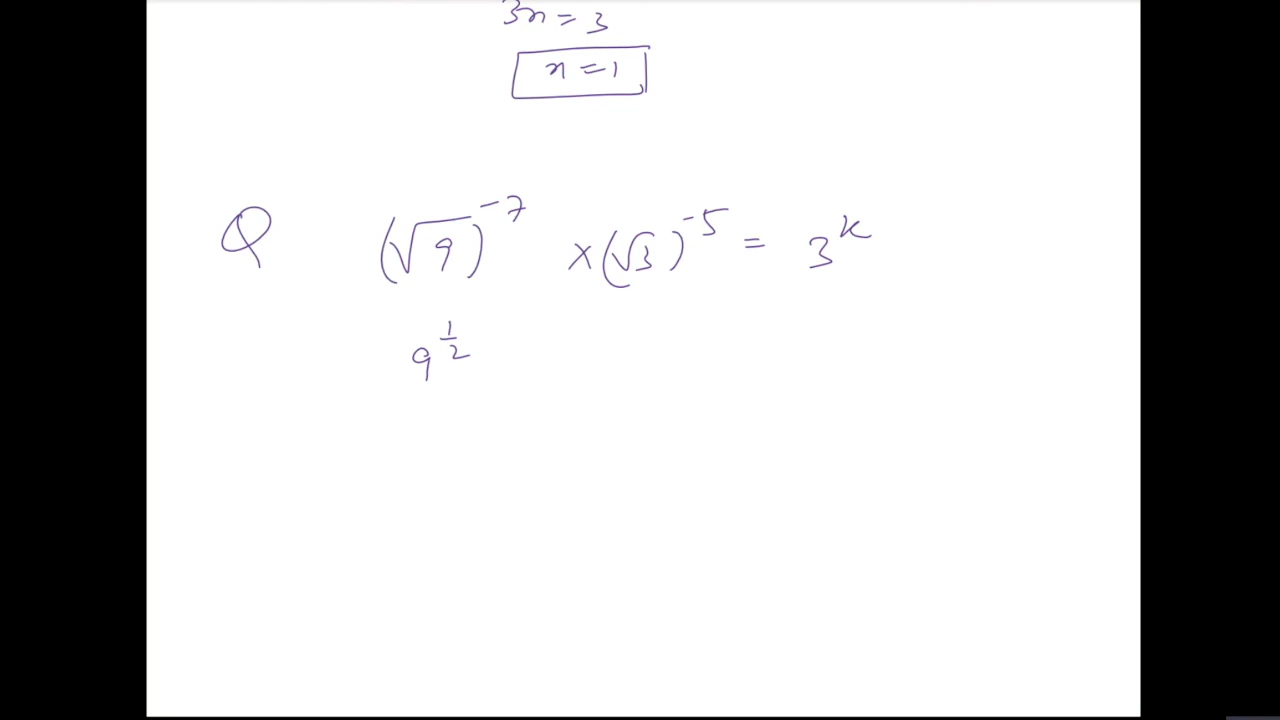 3x = 3
x = 1
Q (√9)^-7 × (√3)^-5 = 3^k
9^1/2